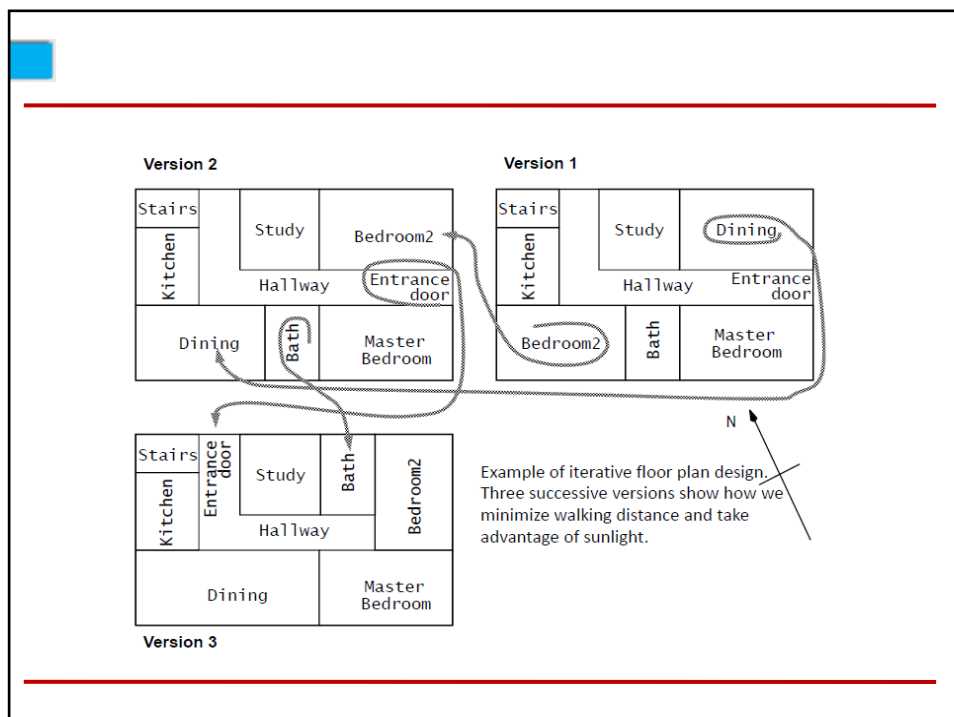 Version 2
Stairs
Kitchen
Study
Bedroom2
Hallway
Entrance
door
Dining
Bath
Master
Bedroom
Version 1
Stairs
Kitchen
Study
Dining
Hallway
Entrance
door
Bedroom2
Bath
Master
Bedroom
Stairs
Kitchen
Entrance
door
Study
Bath
Bedroom2
Hallway
Dining
Master
Bedroom
Version 3
N
Example of iterative floor plan design.
Three successive versions show how we
minimize walking distance and take
advantage of sunlight.